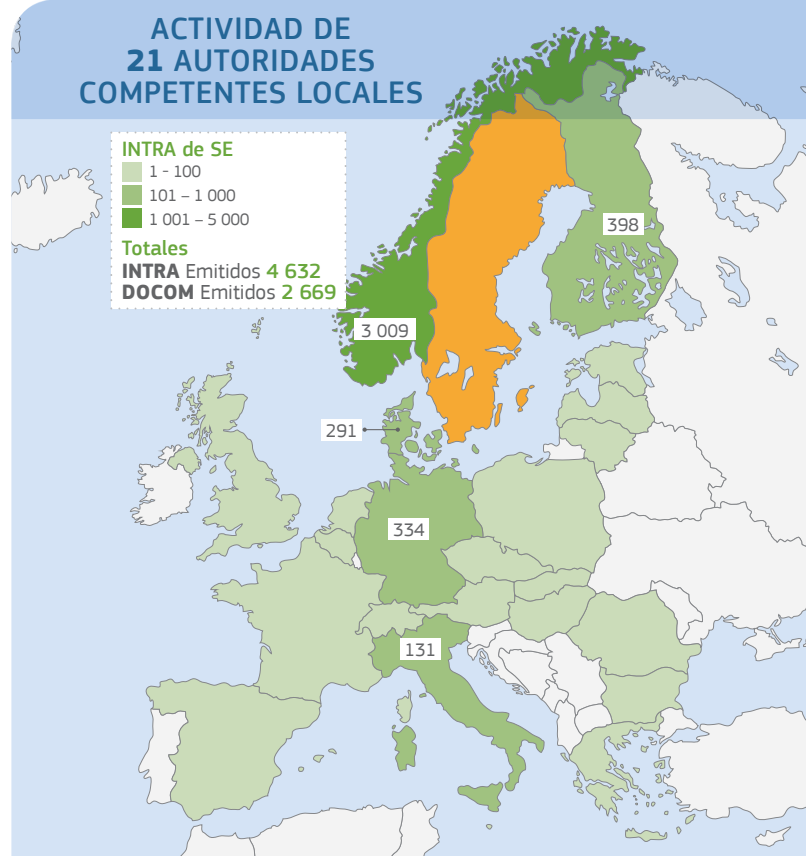 ACTIVIDAD DE
21 AUTORIDADES
COMPETENTES LOCALES
INTRA de SE
1 - 100
101 – 1 000
1 001 – 5 000
Totales
INTRA Emitidos 4 632
DOCOM Emitidos 2 669
398
3 009
291
334
131